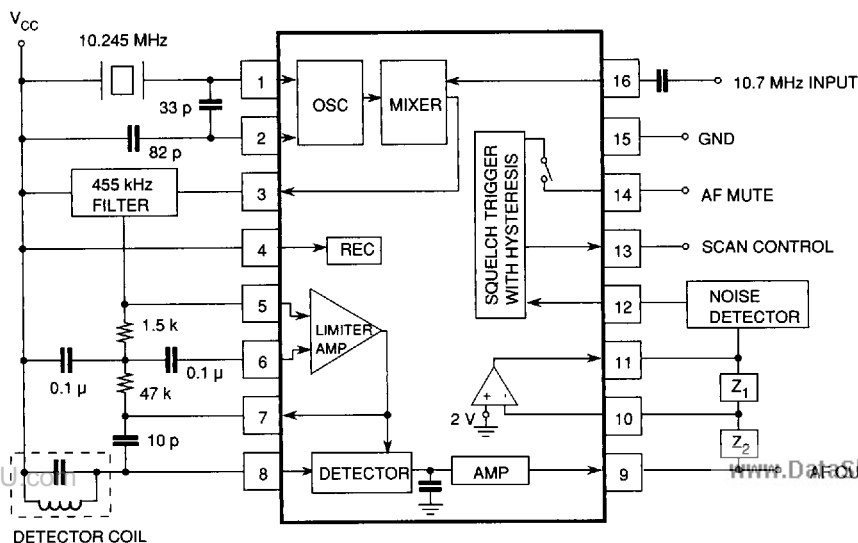 VCC
10.245 MHz
33 p
82 p
455 kHz
FILTER
1.5 k
0.1 µ
0.1 µ
47 k
10 p
DETECTOR COIL
1
2
3
4
5
6
7
8
OSC
MIXER
REC
LIMITER
AMP
DETECTOR
AMP
SQUELCH TRIGGER
WITH HYSTERESIS
2 V
+
-
16
15
14
13
12
11
10
9
10.7 MHz INPUT
GND
AF MUTE
SCAN CONTROL
NOISE
DETECTOR
Z1
Z2
U.com
www.DataS